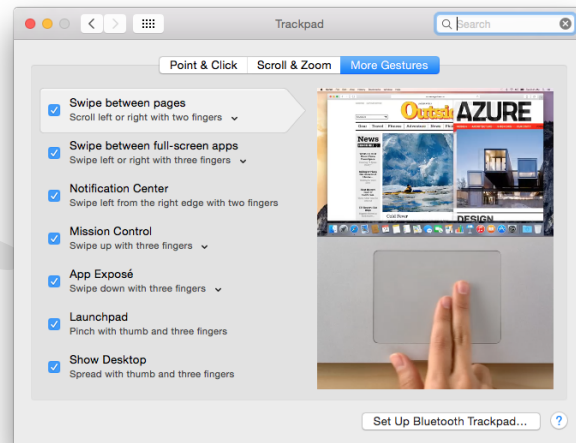 Trackpad
Search
Point & Click
Scroll & Zoom
More Gestures
Swipe between pages
Scroll left or right with two fingers
Swipe between full-screen apps
Swipe left or right with three fingers
Notification Center
Swipe left from the right edge with two fingers
Mission Control
Swipe up with three fingers
App Exposé
Swipe down with three fingers
Launchpad
Pinch with thumb and three fingers
Show Desktop
Spread with thumb and three fingers
AZURE
News
DESIGN
Set Up Bluetooth Trackpad...
?